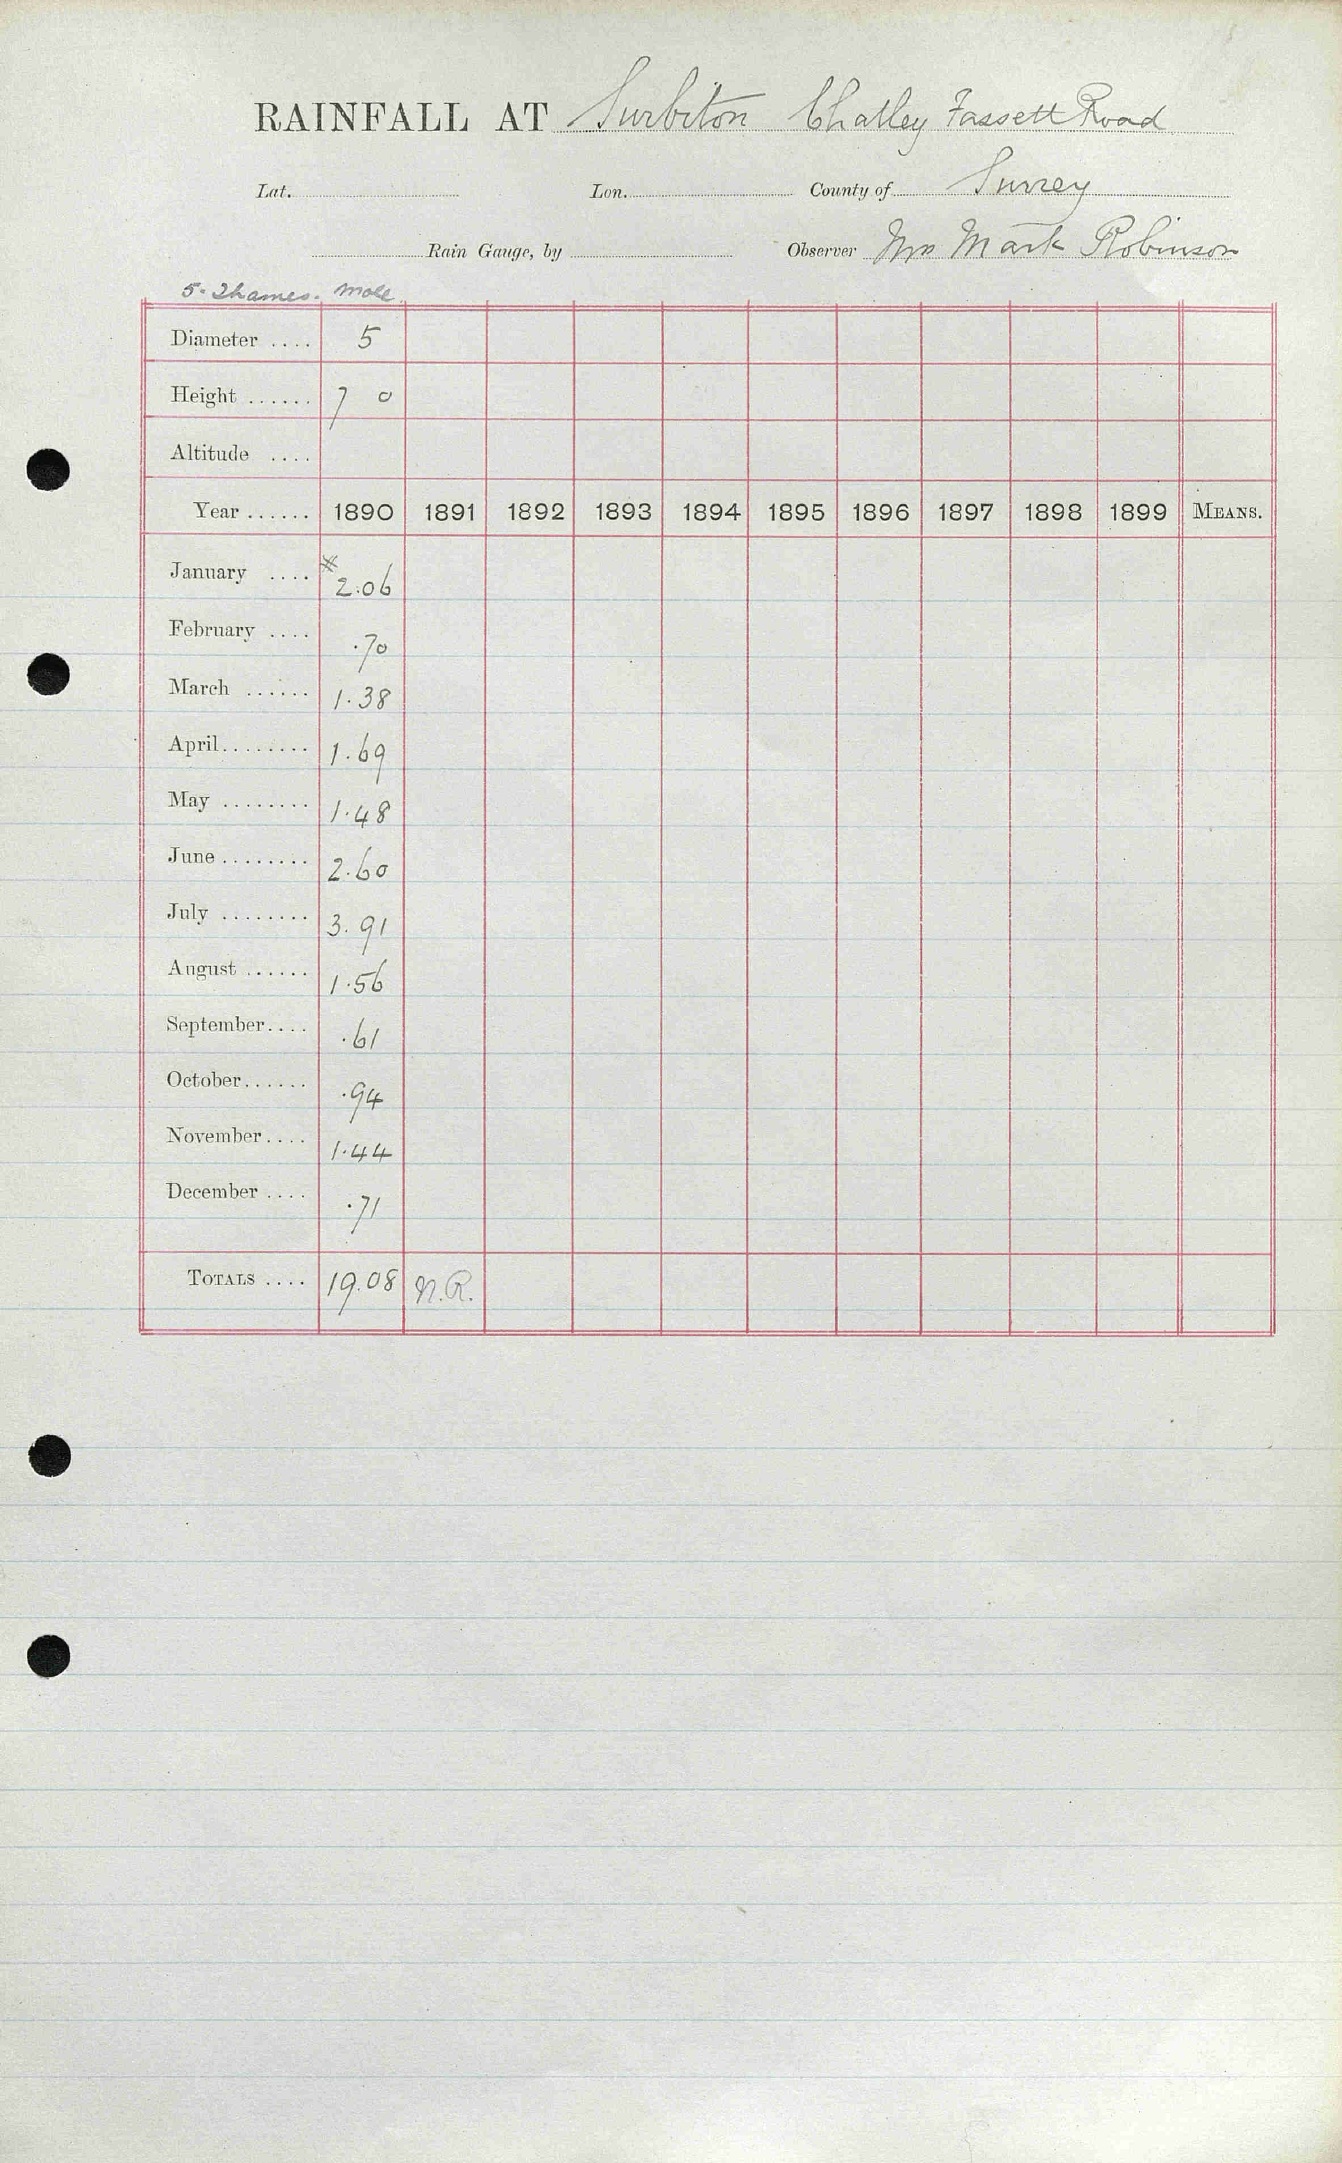 RAINFALL AT Surbiton Chatley Fassett Road
Lat. Lon. County of Surrey
Rain Gauge, by Observer Mrs Mark Robinson
5. Thames. Mole
Diameter .... 5
Height ...... 7 0
Altitude ....
Year ...... 1890 1891 1892 1893 1894 1895 1896 1897 1898 1899 MEANS.
January .... * 2.06
February .... .70
March ...... 1.38
April........ 1.69
May ........ 1.48
June ........ 2.60
July ........ 3.91
August ...... 1.56
September.... .61
October...... .94
November.... 1.44
December .... .71
TOTALS .... 19.08 N.R.